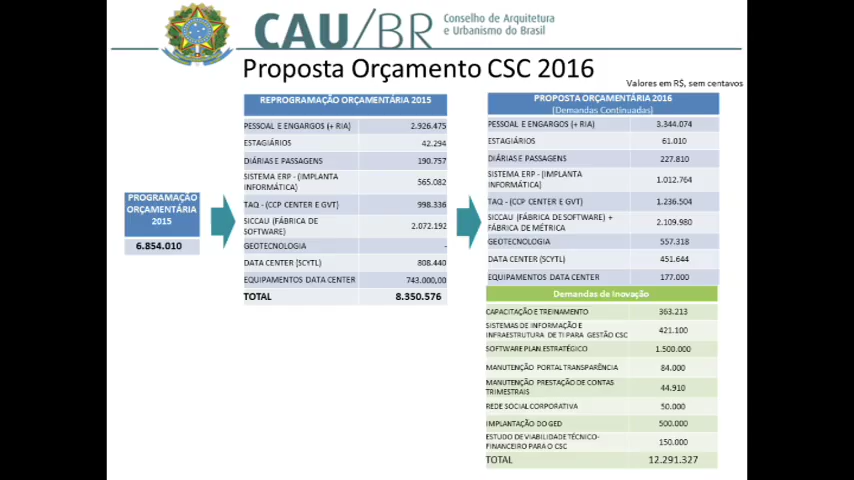 CAU/BR
Conselho de Arquitetura
e Urbanismo do Brasil
Proposta Orçamento CSC 2016
Valores em R$, sem centavos
PROGRAMAÇÃO
ORÇAMENTÁRIA
2015
6.854.010
REPROGRAMAÇÃO ORÇAMENTÁRIA 2015
PESSOAL E ENGARGOS (+ RIA) 2.926.475
ESTAGIÁRIOS 42.294
DIÁRIAS E PASSAGENS 190.757
SISTEMA ERP - (IMPLANTA
INFORMÁTICA) 565.082
TAQ - (CCP CENTER E GVT) 998.336
SICCAU (FÁBRICA DE
SOFTWARE) 2.072.192
GEOTECNOLOGIA -
DATA CENTER (SCYTL) 808.440
EQUIPAMENTOS DATA CENTER 743.000,00
TOTAL 8.350.576
PROPOSTA ORÇAMENTÁRIA 2016
(Demandas Continuadas)
PESSOAL E ENGARGOS (+ RIA) 3.344.074
ESTAGIÁRIOS 61.010
DIÁRIAS E PASSAGENS 227.810
SISTEMA ERP - (IMPLANTA
INFORMÁTICA) 1.012.764
TAQ - (CCP CENTER E GVT) 1.236.504
SICCAU (FÁBRICA DE SOFTWARE) +
FÁBRICA DE MÉTRICA 2.109.980
GEOTECNOLOGIA 557.318
DATA CENTER (SCYTL) 451.644
EQUIPAMENTOS DATA CENTER 177.000
Demandas de Inovação
CAPACITAÇÃO E TREINAMENTO 363.213
SISTEMAS DE INFORMAÇÃO E
INFRAESTRUTURA DE TI PARA GESTÃO CSC 421.100
SOFTWARE PLAN ESTRATÉGICO 1.500.000
MANUTENÇÃO PORTAL TRANSPARÊNCIA 84.000
MANUTENÇÃO PRESTAÇÃO DE CONTAS
TRIMESTRAIS 44.910
REDE SOCIAL CORPORATIVA 50.000
IMPLANTAÇÃO DO GED 500.000
ESTUDO DE VIABILIDADE TÉCNICO-
FINANCEIRO PARA O CSC 150.000
TOTAL 12.291.327